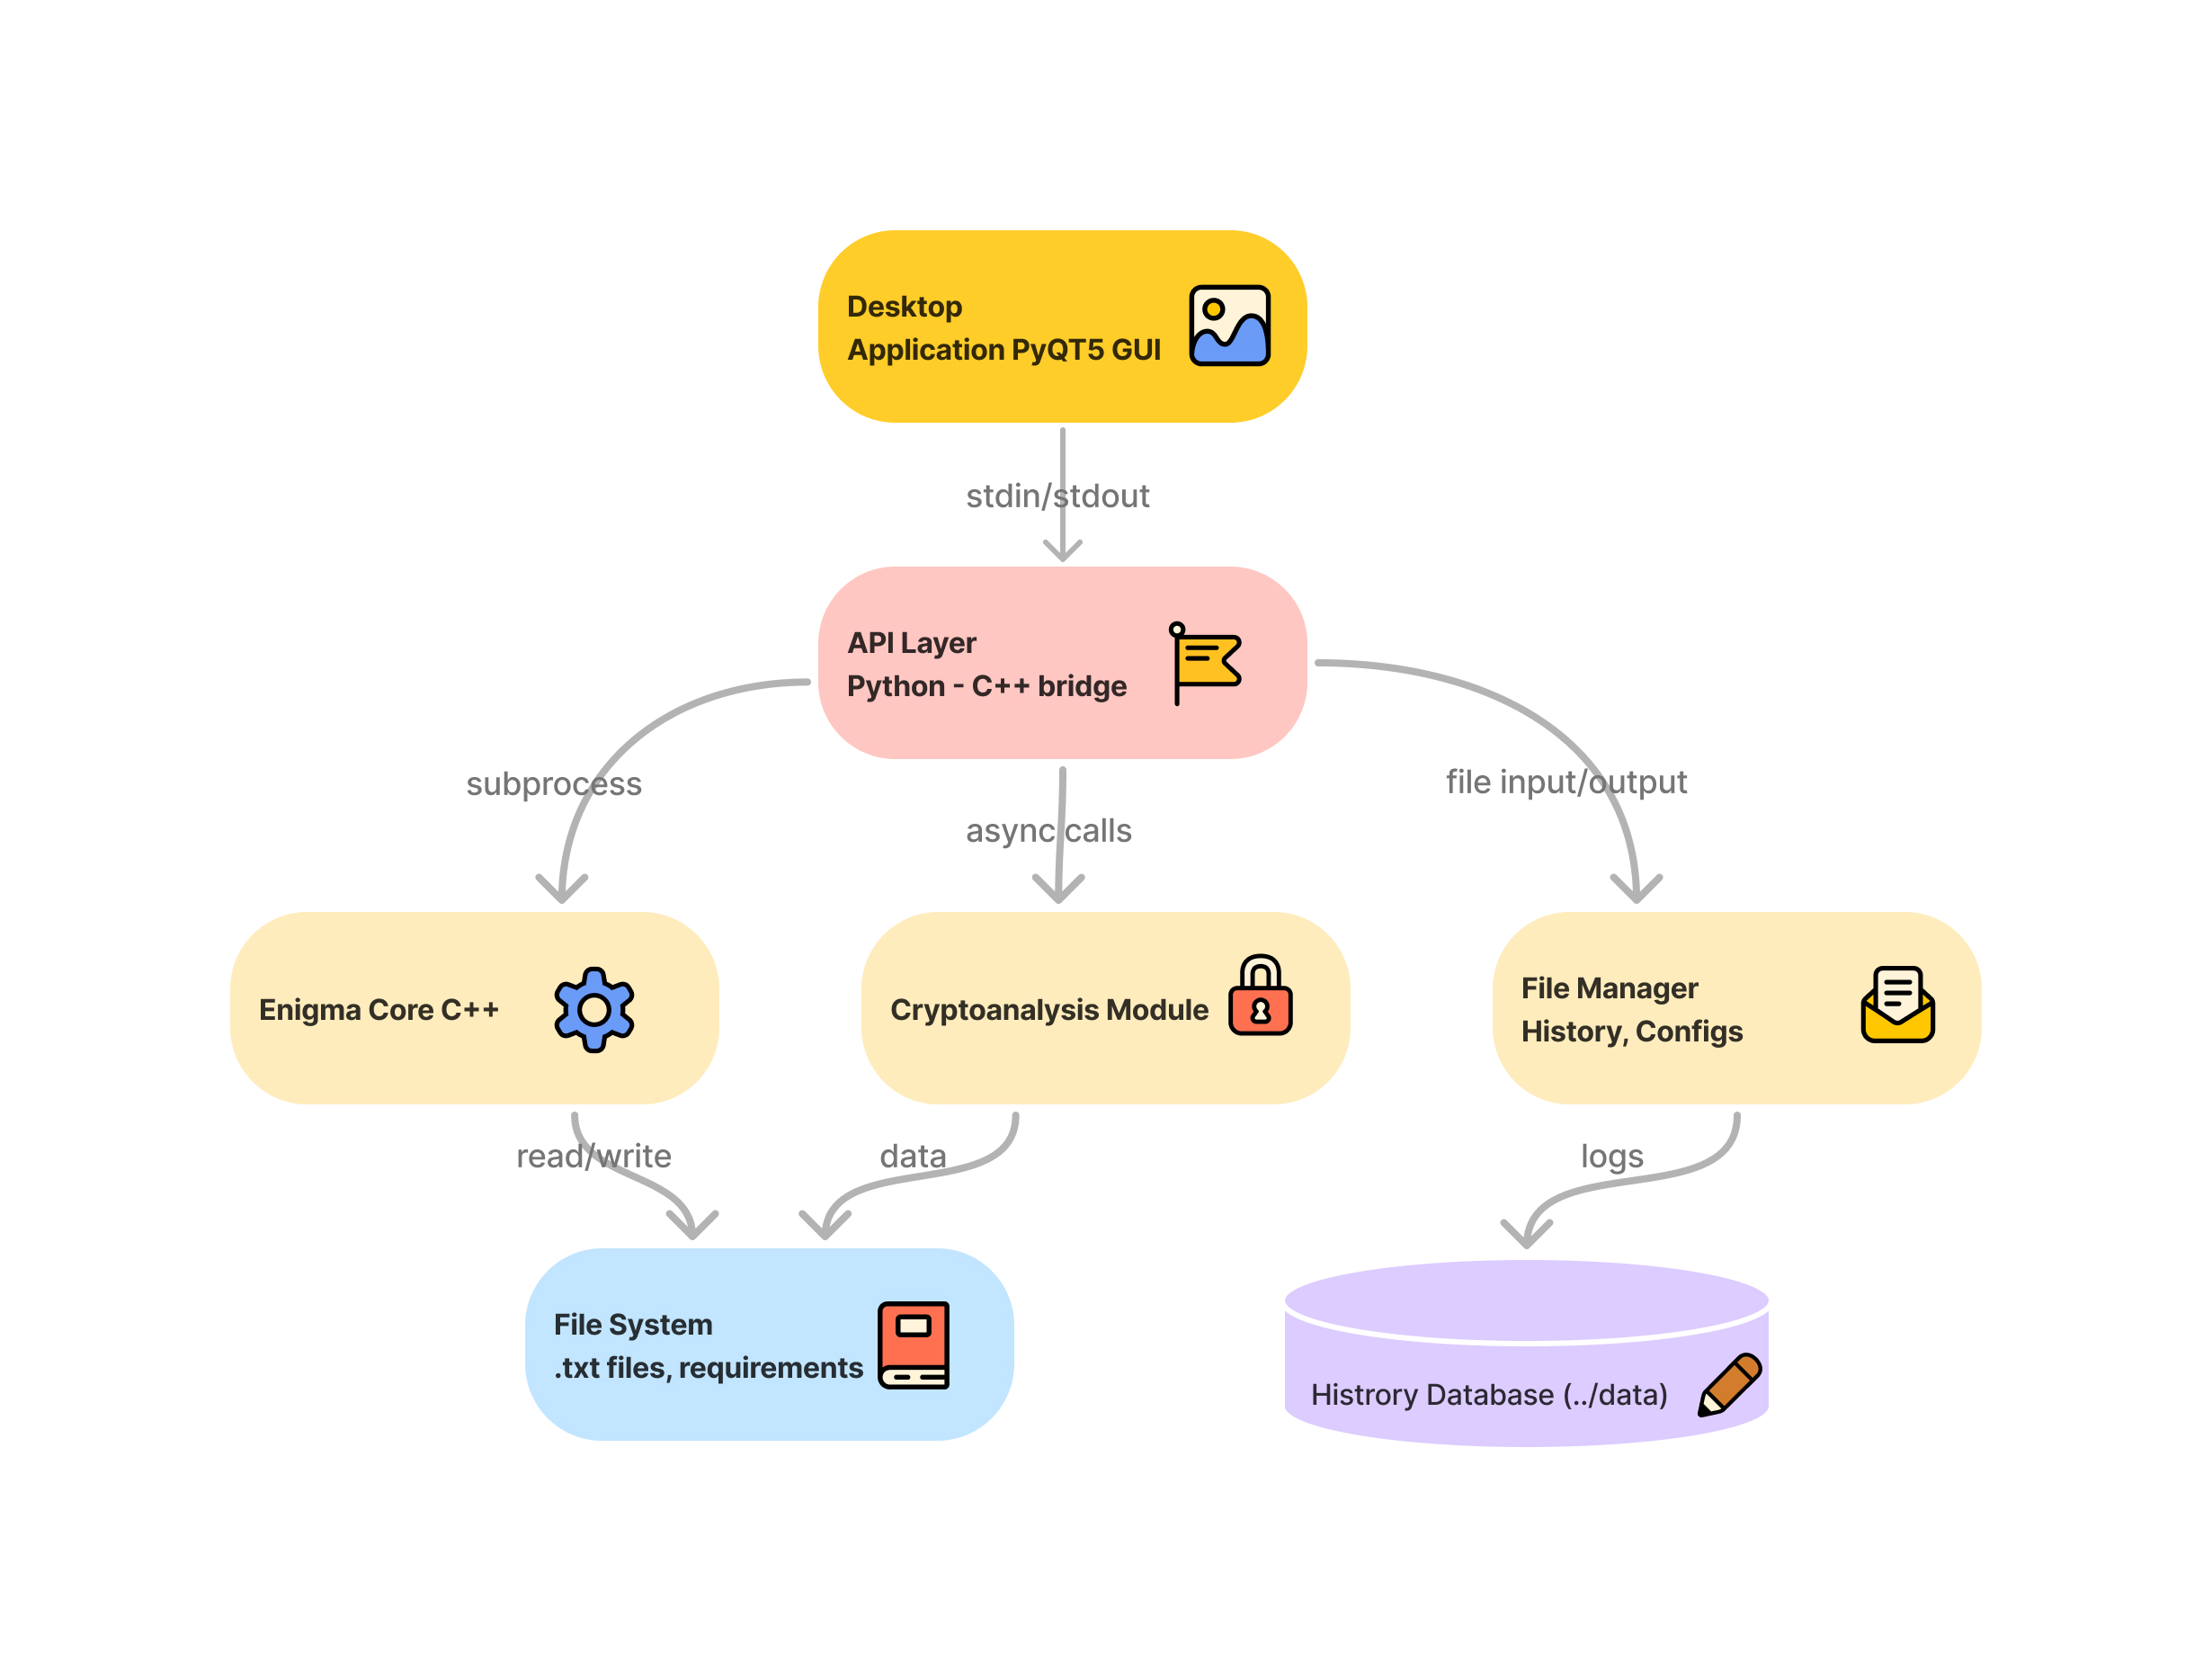 Desktop
Application PyQT5 GUI
stdin/stdout
API Layer
Python - C++ bridge
subprocess
async calls
file input/output
Enigma Core C++
Cryptoanalysis Module
File Manager
History, Configs
read/write
data
logs
File System
.txt files, requirements
Histrory Database (../data)